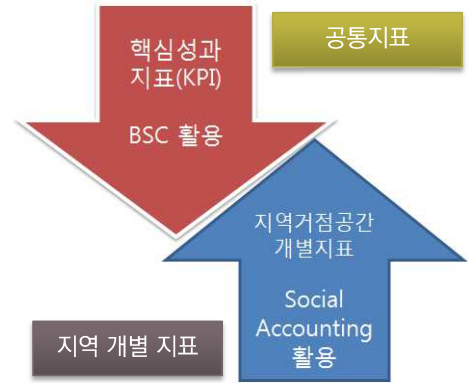 핵심성과
지표(KPI)
BSC 활용
공통지표
지역거점공간
개별지표
Social
Accounting
활용
지역 개별 지표